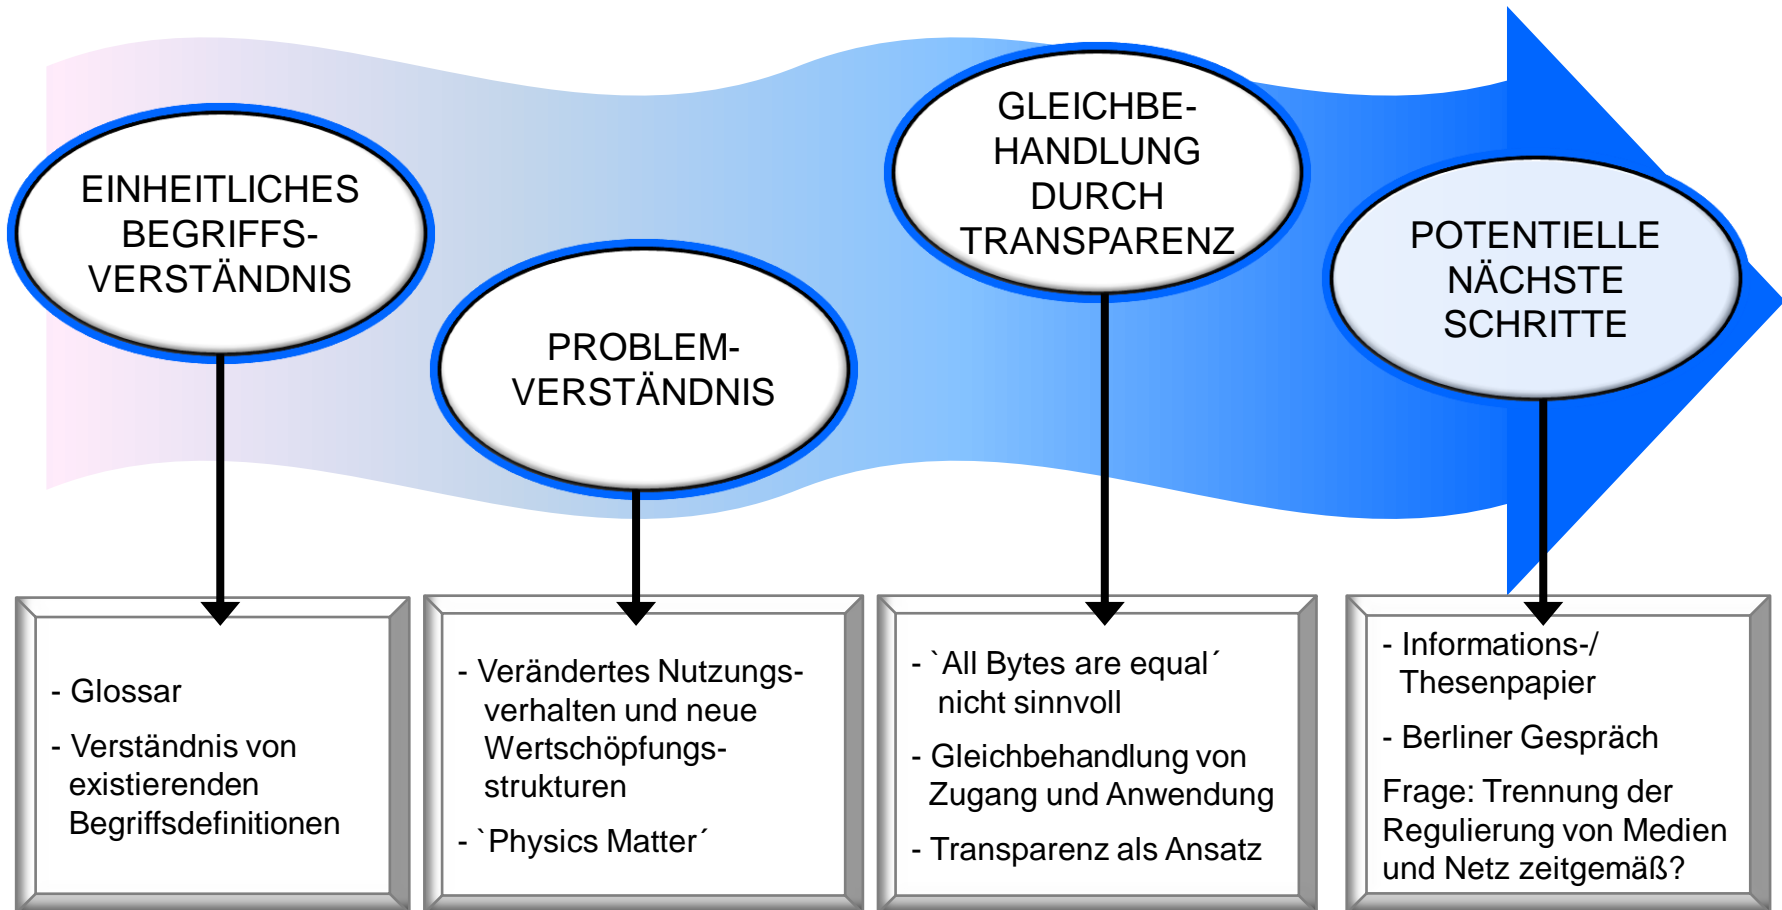 EINHEITLICHES
BEGRIFFS-
VERSTÄNDNIS
PROBLEM-
VERSTÄNDNIS
GLEICHBE-
HANDLUNG
DURCH
TRANSPARENZ
POTENTIELLE
NÄCHSTE
SCHRITTE
- Glossar
- Verständnis von
existierenden
Begriffsdefinitionen
- Verändertes Nutzungs-
verhalten und neue
Wertschöpfungs-
strukturen
- `Physics Matter´
- `All Bytes are equal´
nicht sinnvoll
- Gleichbehandlung von
Zugang und Anwendung
- Transparenz als Ansatz
- Informations-/
Thesenpapier
- Berliner Gespräch
Frage: Trennung der
Regulierung von Medien
und Netz zeitgemäß?